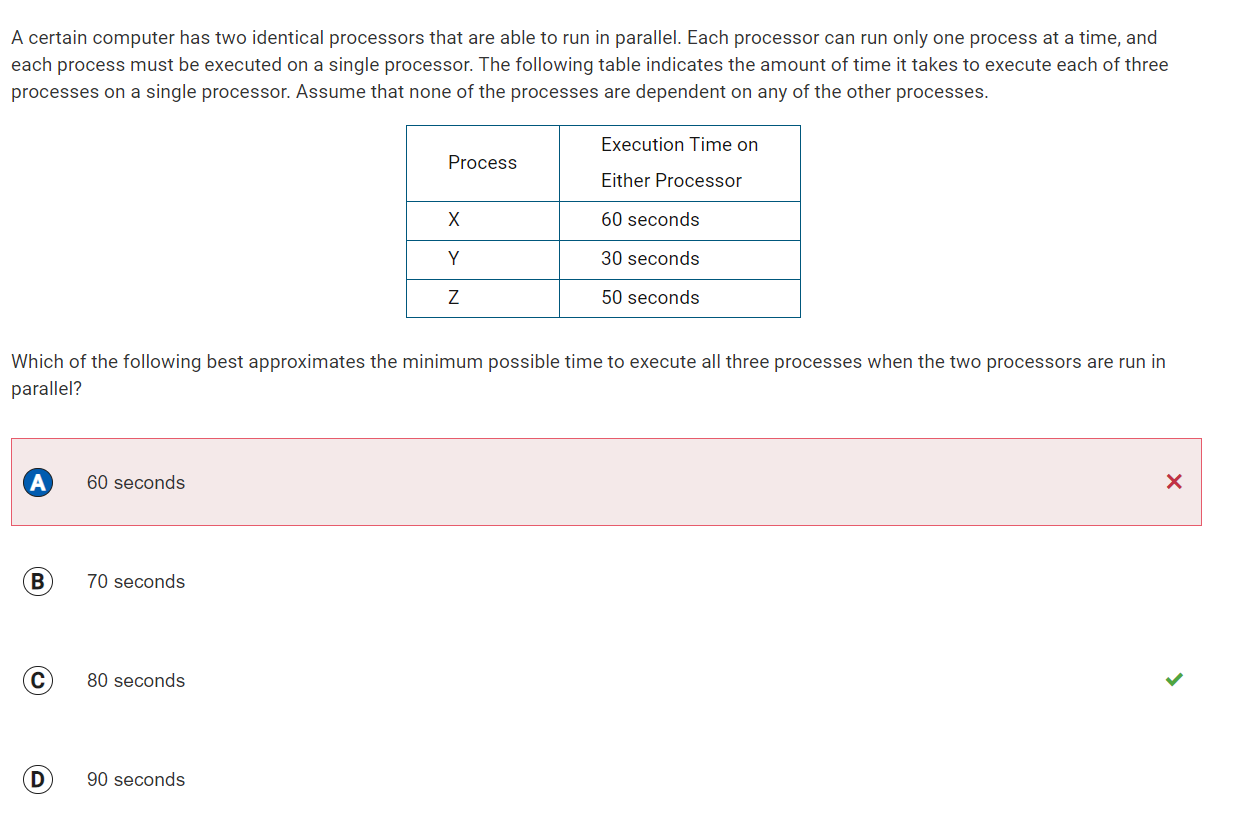 A certain computer has two identical processors that are able to run in parallel. Each processor can run only one process at a time, and
each process must be executed on a single processor. The following table indicates the amount of time it takes to execute each of three
processes on a single processor. Assume that none of the processes are dependent on any of the other processes.
Process
Execution Time on
Either Processor
X 60 seconds
Y 30 seconds
Z 50 seconds
Which of the following best approximates the minimum possible time to execute all three processes when the two processors are run in
parallel?
A 60 seconds
B 70 seconds
C 80 seconds
D 90 seconds